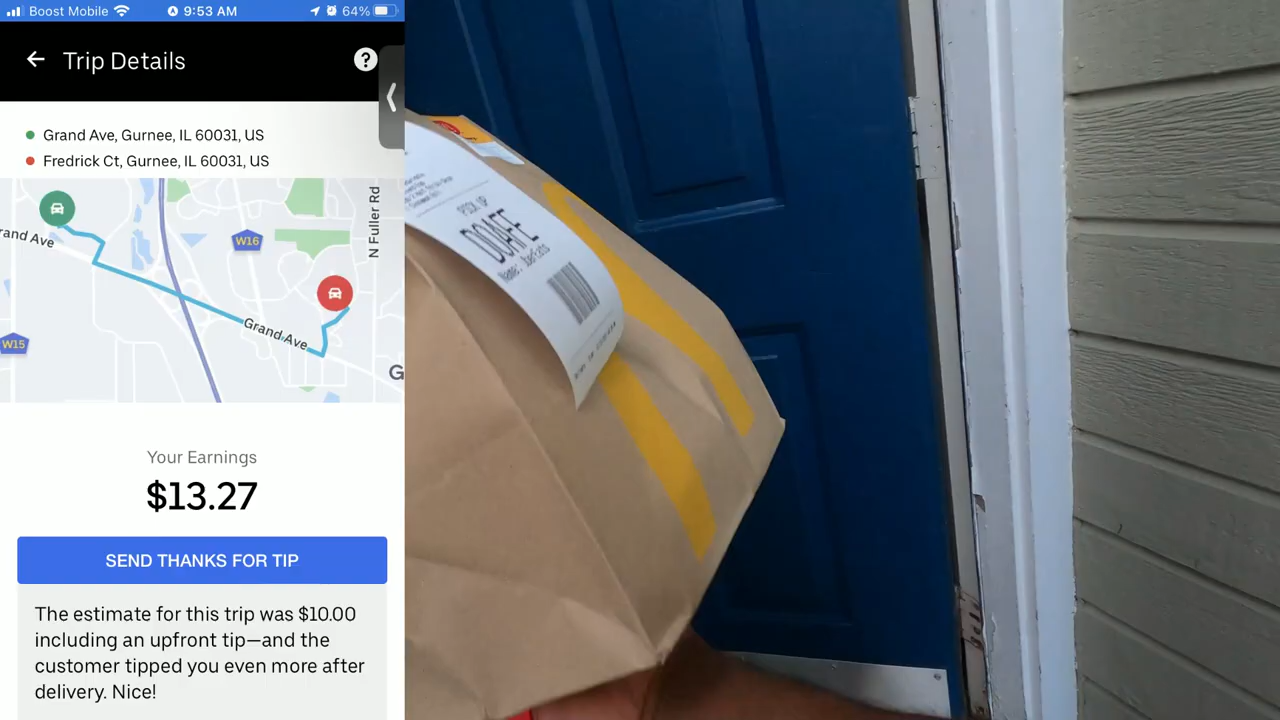 Boost Mobile
9:53 AM
64%
Trip Details
?
Grand Ave, Gurnee, IL 60031, US
Fredrick Ct, Gurnee, IL 60031, US
rand Ave
W16
N Fuller Rd
W15
Grand Ave
G
Your Earnings
$13.27
SEND THANKS FOR TIP
The estimate for this trip was $10.00
including an upfront tip—and the
customer tipped you even more after
delivery. Nice!
PICK UP
Name: